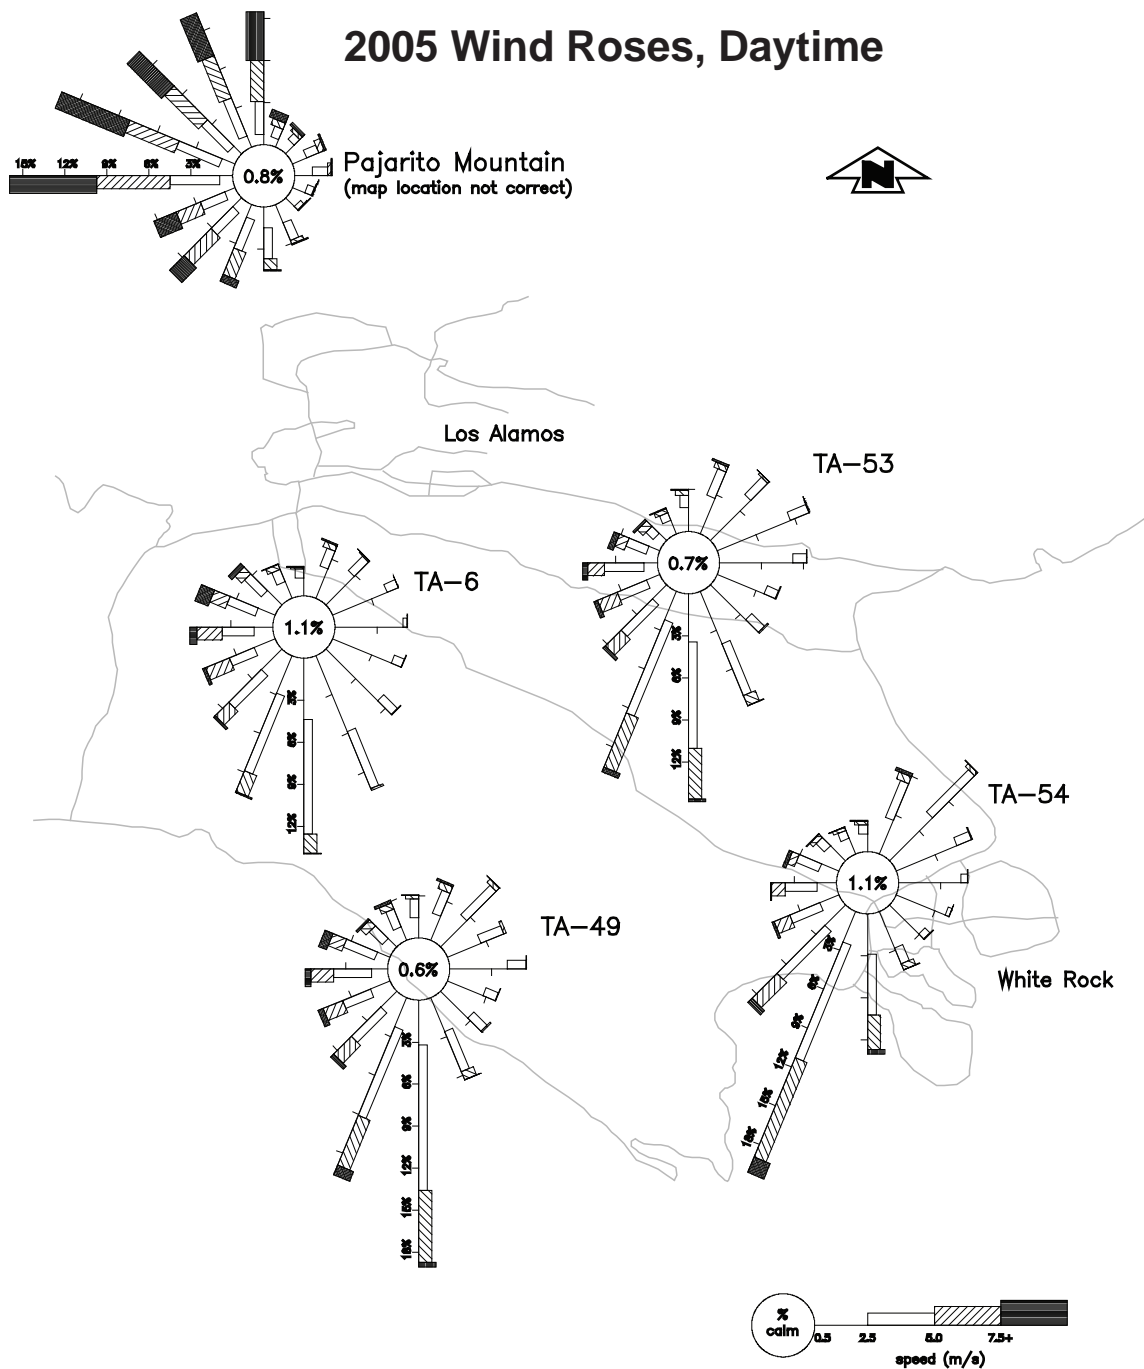 2005 Wind Roses, Daytime
Pajarito Mountain
(map location not correct)
15% 12% 9% 6% 3%
0.8%
N
Los Alamos
TA-53
0.7%
3%
6%
9%
12%
TA-6
1.1%
3%
6%
9%
12%
TA-54
1.1%
3%
6%
9%
12%
15%
18%
TA-49
0.6%
3%
6%
9%
12%
15%
18%
White Rock
%
calm
0.5 2.5 5.0 7.5+
speed (m/s)